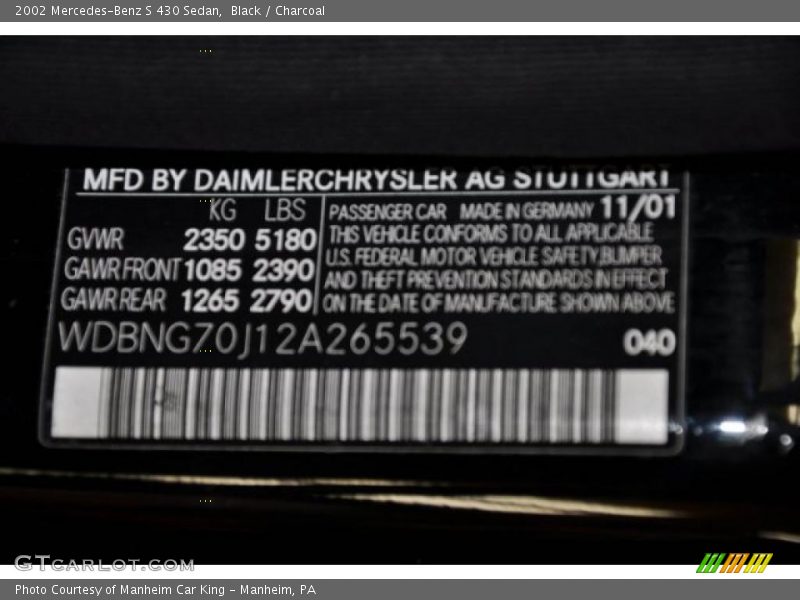 2002 Mercedes-Benz S 430 Sedan, Black / Charcoal
MFD BY DAIMLERCHRYSLER AG STUTTGART
KG LBS
GVWR 2350 5180
GAWR FRONT 1085 2390
GAWR REAR 1265 2790
PASSENGER CAR MADE IN GERMANY 11/01
THIS VEHICLE CONFORMS TO ALL APPLICABLE
U.S. FEDERAL MOTOR VEHICLE SAFETY,BUMPER
AND THEFT PREVENTION STANDARDS IN EFFECT
ON THE DATE OF MANUFACTURE SHOWN ABOVE
WDBNG70J12A265539 040
GTCARLOT.COM
Photo Courtesy of Manheim Car King - Manheim, PA